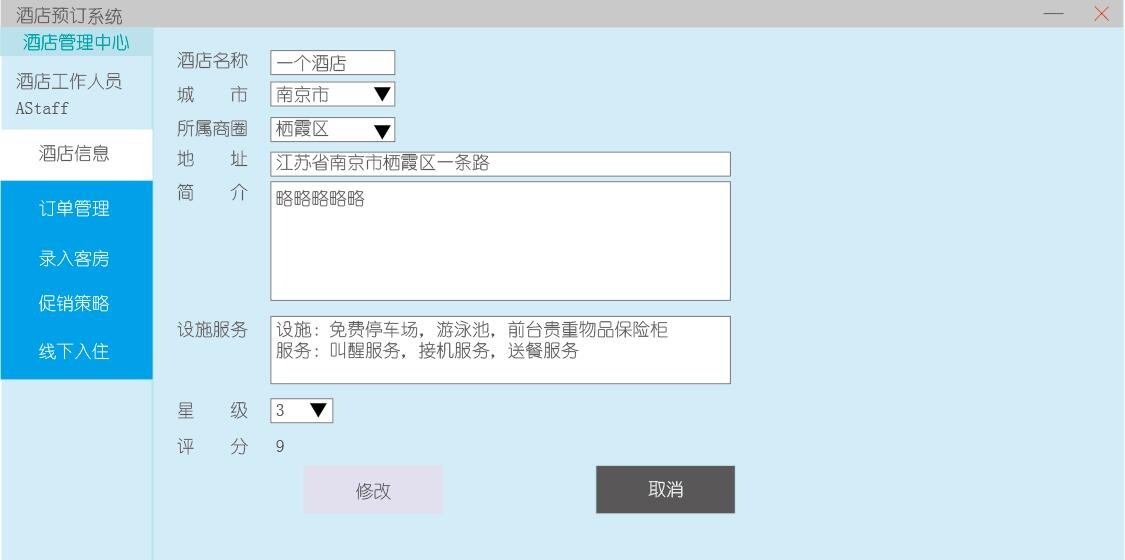 酒店预订系统
酒店管理中心
酒店工作人员
AStaff
酒店信息
订单管理
录入客房
促销策略
线下入住
酒店名称 一个酒店
城 市 南京市
所属商圈 栖霞区
地 址 江苏省南京市栖霞区一条路
简 介 略略略略略
设施服务 设施：免费停车场，游泳池，前台贵重物品保险柜
服务：叫醒服务，接机服务，送餐服务
星 级 3
评 分 9
修改 取消